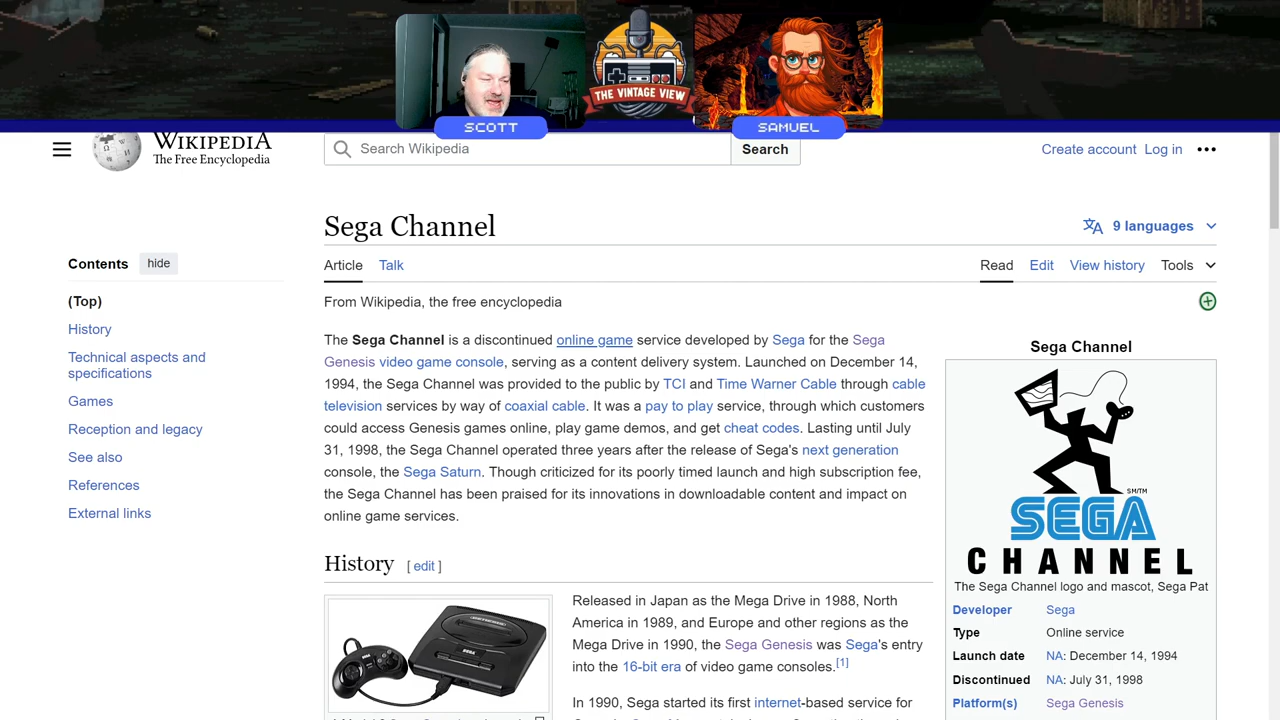 THE VINTAGE VIEW
SCOTT
SAMUEL
WIKIPEDIA
The Free Encyclopedia
Search Wikipedia
Search
Create account Log in
Sega Channel
9 languages
Contents hide
Article Talk
Read Edit View history Tools
(Top)
History
Technical aspects and
specifications
Games
Reception and legacy
See also
References
External links
From Wikipedia, the free encyclopedia
The Sega Channel is a discontinued online game service developed by Sega for the Sega
Genesis video game console, serving as a content delivery system. Launched on December 14,
1994, the Sega Channel was provided to the public by TCI and Time Warner Cable through cable
television services by way of coaxial cable. It was a pay to play service, through which customers
could access Genesis games online, play game demos, and get cheat codes. Lasting until July
31, 1998, the Sega Channel operated three years after the release of Sega's next generation
console, the Sega Saturn. Though criticized for its poorly timed launch and high subscription fee,
the Sega Channel has been praised for its innovations in downloadable content and impact on
online game services.
History [ edit ]
Released in Japan as the Mega Drive in 1988, North
America in 1989, and Europe and other regions as the
Mega Drive in 1990, the Sega Genesis was Sega's entry
into the 16-bit era of video game consoles.[1]
In 1990, Sega started its first internet-based service for
Sega Channel
SM/TM
SEGA
CHANNEL
The Sega Channel logo and mascot, Sega Pat
Developer Sega
Type Online service
Launch date NA: December 14, 1994
Discontinued NA: July 31, 1998
Platform(s) Sega Genesis